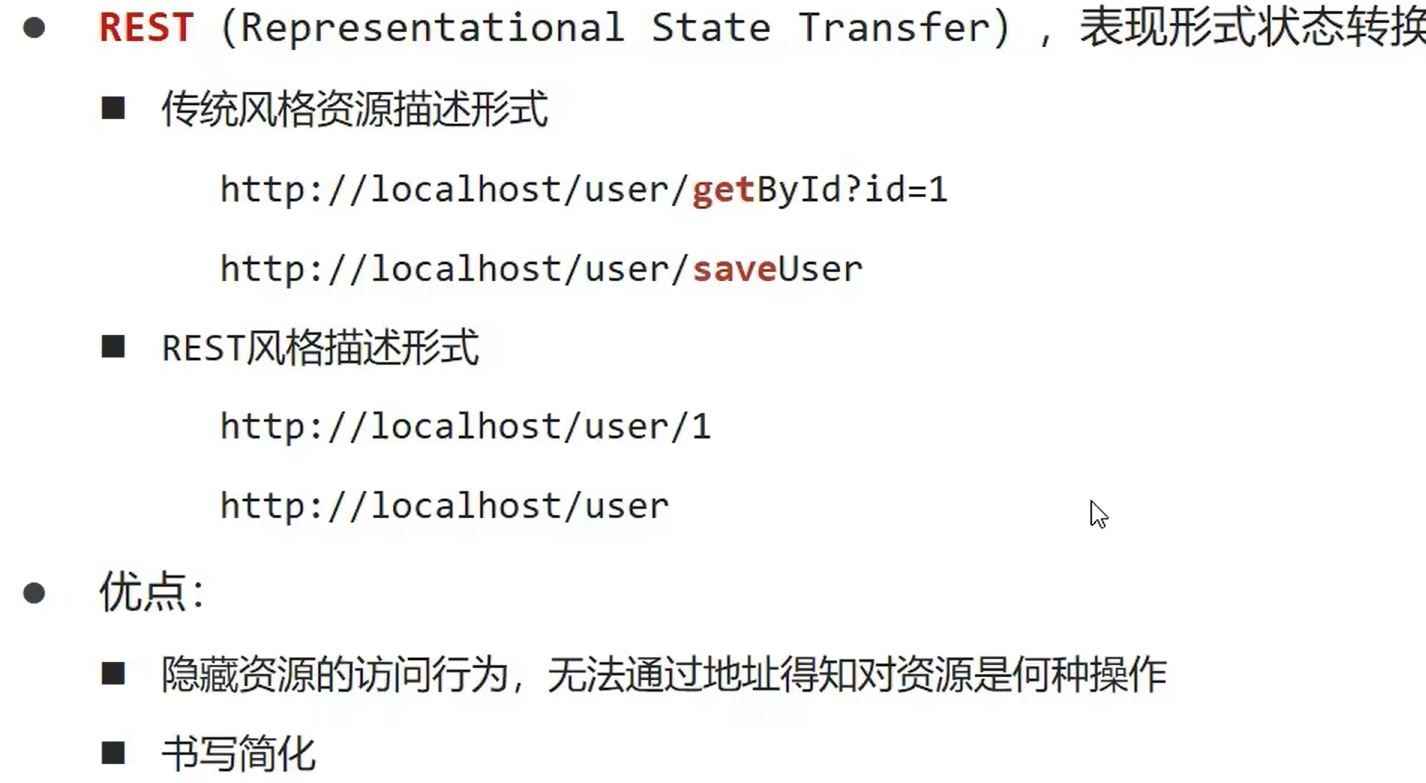 ● REST (Representational State Transfer) ，表现形式状态转换
■ 传统风格资源描述形式
http://localhost/user/getById?id=1
http://localhost/user/saveUser
■ REST风格描述形式
http://localhost/user/1
http://localhost/user
● 优点：
■ 隐藏资源的访问行为，无法通过地址得知对资源是何种操作
■ 书写简化